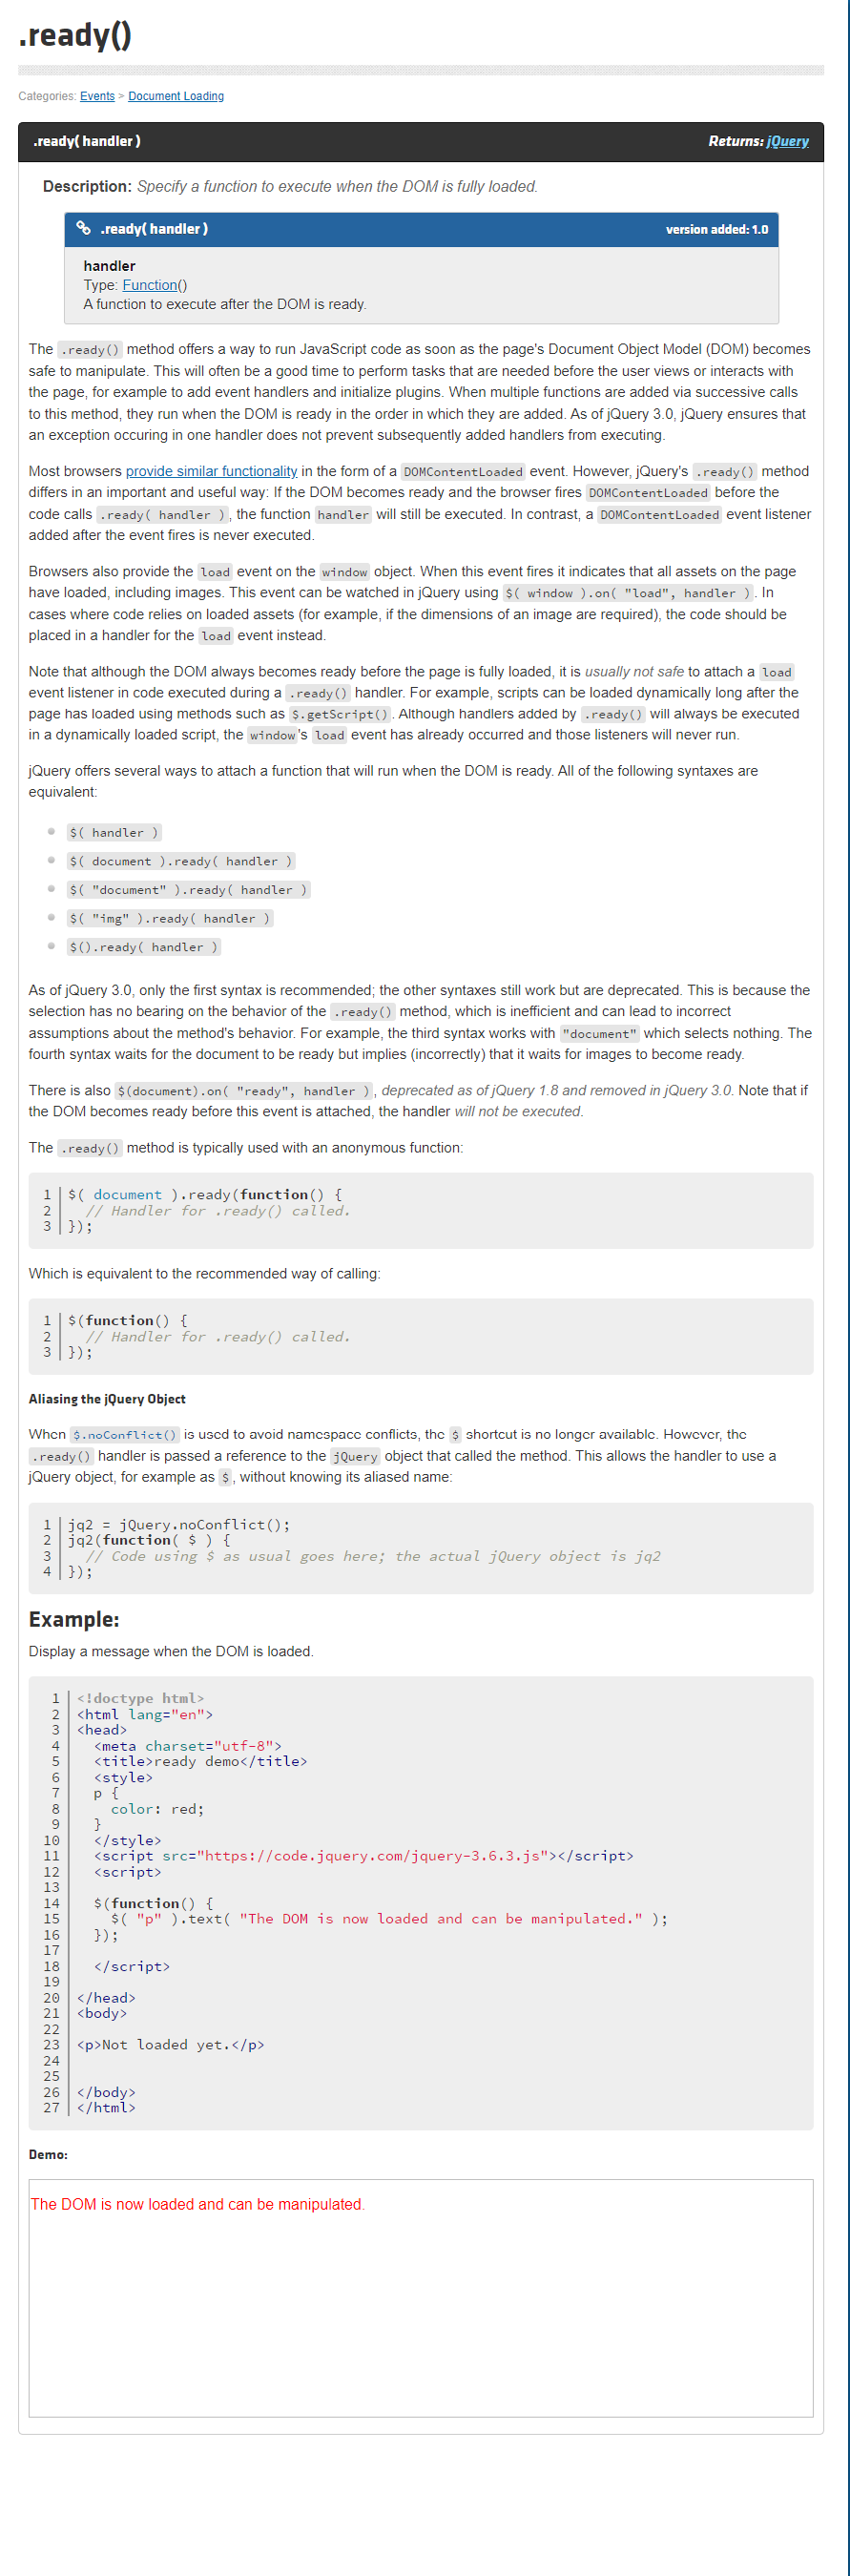 .ready()
Categories: Events > Document Loading
.ready( handler ) Returns: jQuery
Description: Specify a function to execute when the DOM is fully loaded.
.ready( handler ) version added: 1.0
handler
Type: Function()
A function to execute after the DOM is ready.
The .ready() method offers a way to run JavaScript code as soon as the page's Document Object Model (DOM) becomes
safe to manipulate. This will often be a good time to perform tasks that are needed before the user views or interacts with
the page, for example to add event handlers and initialize plugins. When multiple functions are added via successive calls
to this method, they run when the DOM is ready in the order in which they are added. As of jQuery 3.0, jQuery ensures that
an exception occuring in one handler does not prevent subsequently added handlers from executing.
Most browsers provide similar functionality in the form of a DOMContentLoaded event. However, jQuery's .ready() method
differs in an important and useful way: If the DOM becomes ready and the browser fires DOMContentLoaded before the
code calls .ready( handler ), the function handler will still be executed. In contrast, a DOMContentLoaded event listener
added after the event fires is never executed.
Browsers also provide the load event on the window object. When this event fires it indicates that all assets on the page
have loaded, including images. This event can be watched in jQuery using $( window ).on( "load", handler ). In
cases where code relies on loaded assets (for example, if the dimensions of an image are required), the code should be
placed in a handler for the load event instead.
Note that although the DOM always becomes ready before the page is fully loaded, it is usually not safe to attach a load
event listener in code executed during a .ready() handler. For example, scripts can be loaded dynamically long after the
page has loaded using methods such as $.getScript(). Although handlers added by .ready() will always be executed
in a dynamically loaded script, the window's load event has already occurred and those listeners will never run.
jQuery offers several ways to attach a function that will run when the DOM is ready. All of the following syntaxes are
equivalent:
$( handler )
$( document ).ready( handler )
$( "document" ).ready( handler )
$( "img" ).ready( handler )
$().ready( handler )
As of jQuery 3.0, only the first syntax is recommended; the other syntaxes still work but are deprecated. This is because the
selection has no bearing on the behavior of the .ready() method, which is inefficient and can lead to incorrect
assumptions about the method's behavior. For example, the third syntax works with "document" which selects nothing. The
fourth syntax waits for the document to be ready but implies (incorrectly) that it waits for images to become ready.
There is also $(document).on( "ready", handler ), deprecated as of jQuery 1.8 and removed in jQuery 3.0. Note that if
the DOM becomes ready before this event is attached, the handler will not be executed.
The .ready() method is typically used with an anonymous function:
1 $( document ).ready(function() {
2 // Handler for .ready() called.
3 });
Which is equivalent to the recommended way of calling:
1 $(function() {
2 // Handler for .ready() called.
3 });
Aliasing the jQuery Object
When $.noConflict() is used to avoid namespace conflicts, the $ shortcut is no longer available. However, the
.ready() handler is passed a reference to the jQuery object that called the method. This allows the handler to use a
jQuery object, for example as $, without knowing its aliased name:
1 jq2 = jQuery.noConflict();
2 jq2(function( $ ) {
3 // Code using $ as usual goes here; the actual jQuery object is jq2
4 });
Example:
Display a message when the DOM is loaded.
1 <!doctype html>
2 <html lang="en">
3 <head>
4 <meta charset="utf-8">
5 <title>ready demo</title>
6 <style>
7 p {
8 color: red;
9 }
10 </style>
11 <script src="https://code.jquery.com/jquery-3.6.3.js"></script>
12 <script>
13
14 $(function() {
15 $( "p" ).text( "The DOM is now loaded and can be manipulated." );
16 });
17
18 </script>
19
20 </head>
21 <body>
22
23 <p>Not loaded yet.</p>
24
25
26 </body>
27 </html>
Demo:
The DOM is now loaded and can be manipulated.